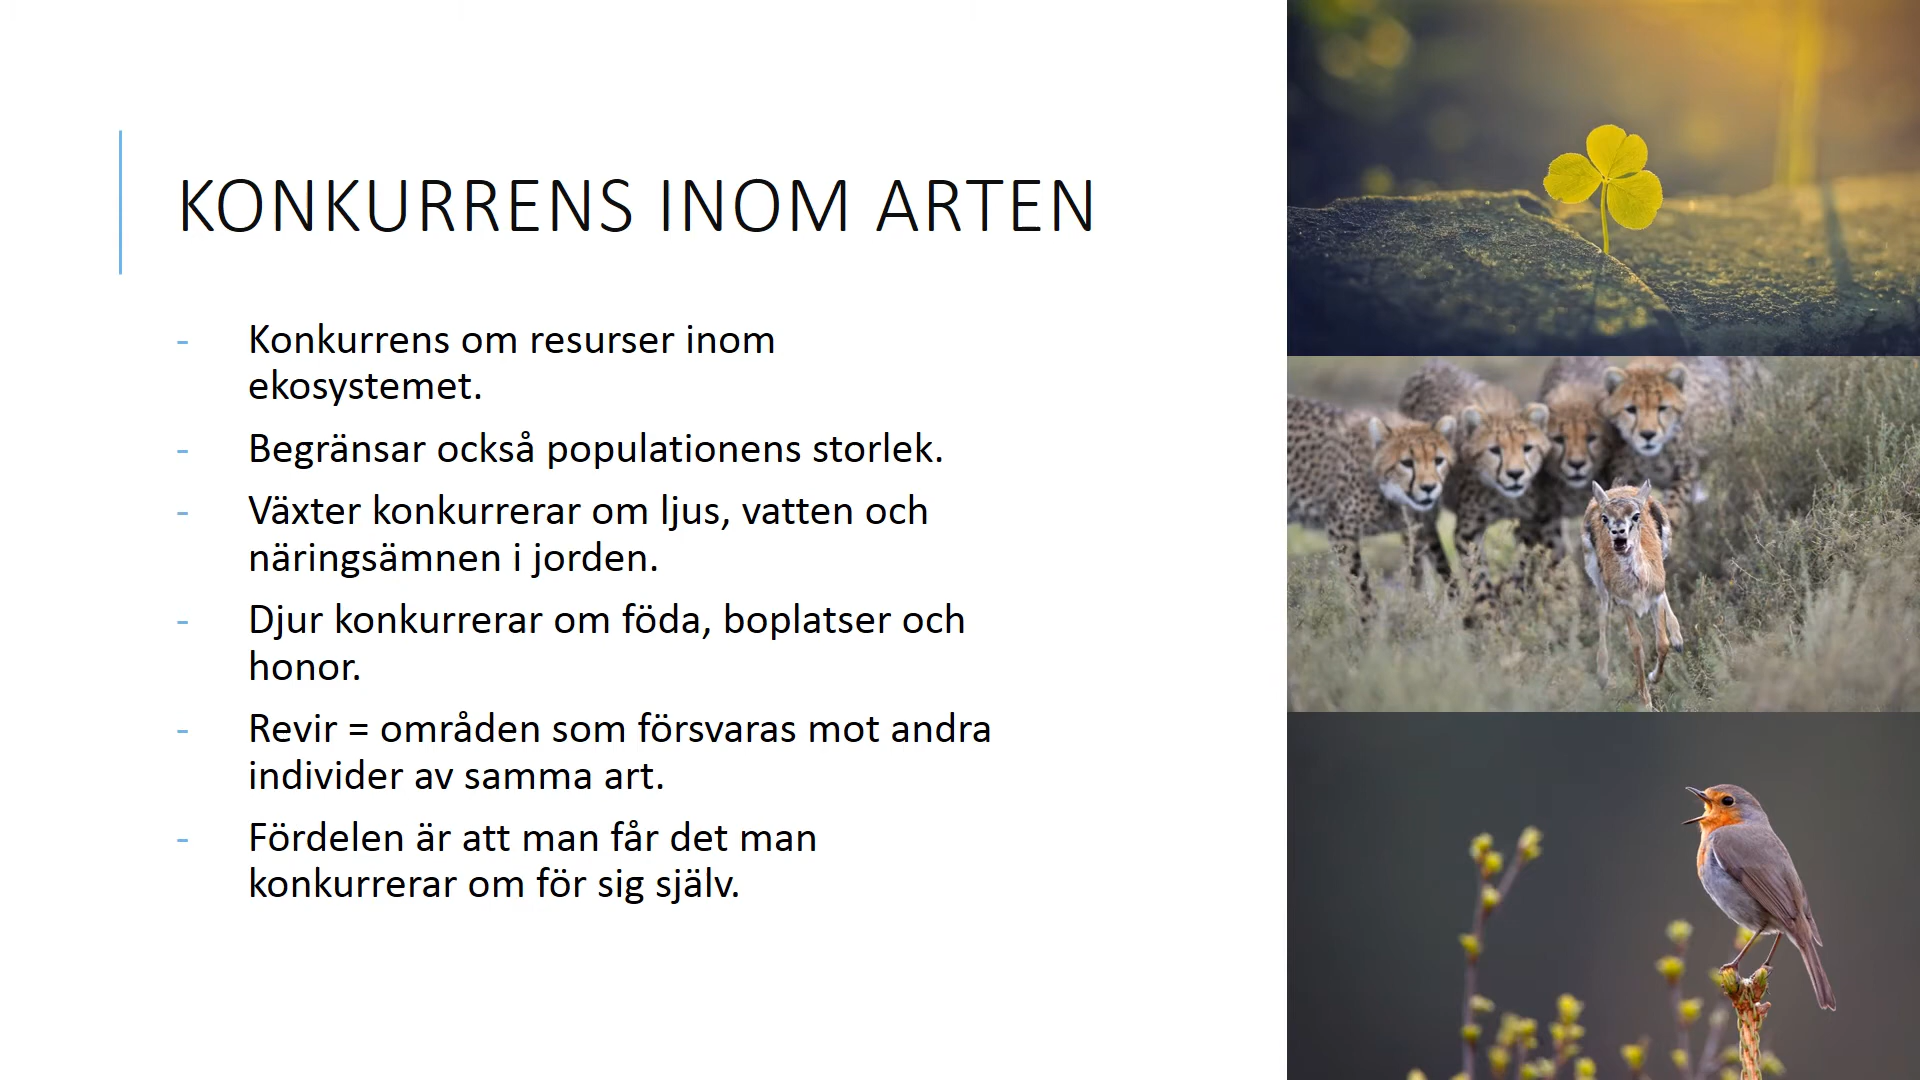 KONKURRENS INOM ARTEN
- Konkurrens om resurser inom
ekosystemet.
- Begränsar också populationens storlek.
- Växter konkurrerar om ljus, vatten och
näringsämnen i jorden.
- Djur konkurrerar om föda, boplatser och
honor.
- Revir = områden som försvaras mot andra
individer av samma art.
- Fördelen är att man får det man
konkurrerar om för sig själv.